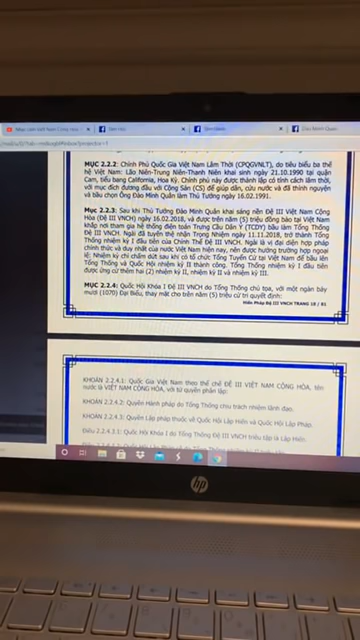 Nhạc Lính Việt Nam Cộng Hòa
Đào Minh Quân
MỤC 2.2.2: Chính Phủ Quốc Gia Việt Nam Lâm Thời (CPQGVNLT), do tiêu biểu ba thế
hệ Việt Nam: Lão Niên-Trung Niên-Thanh Niên khai sinh ngày 21.10.1990 tại quận
Cam, tiểu bang California, Hoa Kỳ. Chính phủ này được thành lập có tính cách lâm thời,
với mục đích đương đầu với Cộng Sản (CS) để giúp dân, cứu nước và đã thỉnh nguyện
và bầu chọn Ông Đào Minh Quân làm Thủ Tướng ngày 16.02.1991.
MỤC 2.2.3: Sau khi Thủ Tướng Đào Minh Quân khai sáng nền Đệ III Việt Nam Cộng
Hòa (Đệ III VNCH) ngày 16.02.2018, và được trên năm (5) triệu đồng bào tại Việt Nam
khắp nơi tham gia hệ thống điện toán Trưng Cầu Dân Ý (TCDY) bầu làm Tổng Thống
Đệ III VNCH. Ngài đã tuyên thệ nhận Trọng Nhiệm ngày 11.11.2018, trở thành Tổng
Thống nhiệm kỳ I đầu tiên của Chính Thể Đệ III VNCH. Ngài là vị đại diện hợp pháp
chính thức và duy nhất của nước Việt Nam hiện nay, nên được hưởng trường hợp ngoại
lệ: Nhiệm kỳ chỉ chấm dứt sau khi có tổ chức Tổng Tuyển Cử tại Việt Nam để bầu lên
Tổng Thống và Quốc Hội nhiệm kỳ II thành công. Tổng Thống nhiệm kỳ I đầu tiên
được ứng cử thêm hai (2) nhiệm kỳ, nhiệm kỳ II và nhiệm kỳ III.
MỤC 2.2.4: Quốc Hội Khóa I Đệ III VNCH do Tổng Thống chủ tọa, với một ngàn bảy
mươi (1070) Đại Biểu, thay mặt cho trên năm (5) triệu cử tri quyết định:
Hiến Pháp Đệ III VNCH TRANG 10 / 81
KHOẢN 2.2.4.1: Quốc Gia Việt Nam theo thể chế ĐỆ III VIỆT NAM CỘNG HÒA, tên
nước là VIỆT NAM CỘNG HÒA, với tứ quyền phân lập:
KHOẢN 2.2.4.2: Quyền Hành pháp do Tổng Thống chịu trách nhiệm lãnh đạo.
KHOẢN 2.2.4.3: Quyền Lập pháp thuộc về Quốc Hội Lập Hiến và Quốc Hội Lập Pháp.
Điều 2.2.4.3.1: Quốc Hội Khóa I do Tổng Thống Đệ III VNCH triệu tập là Lập Hiến.
hp